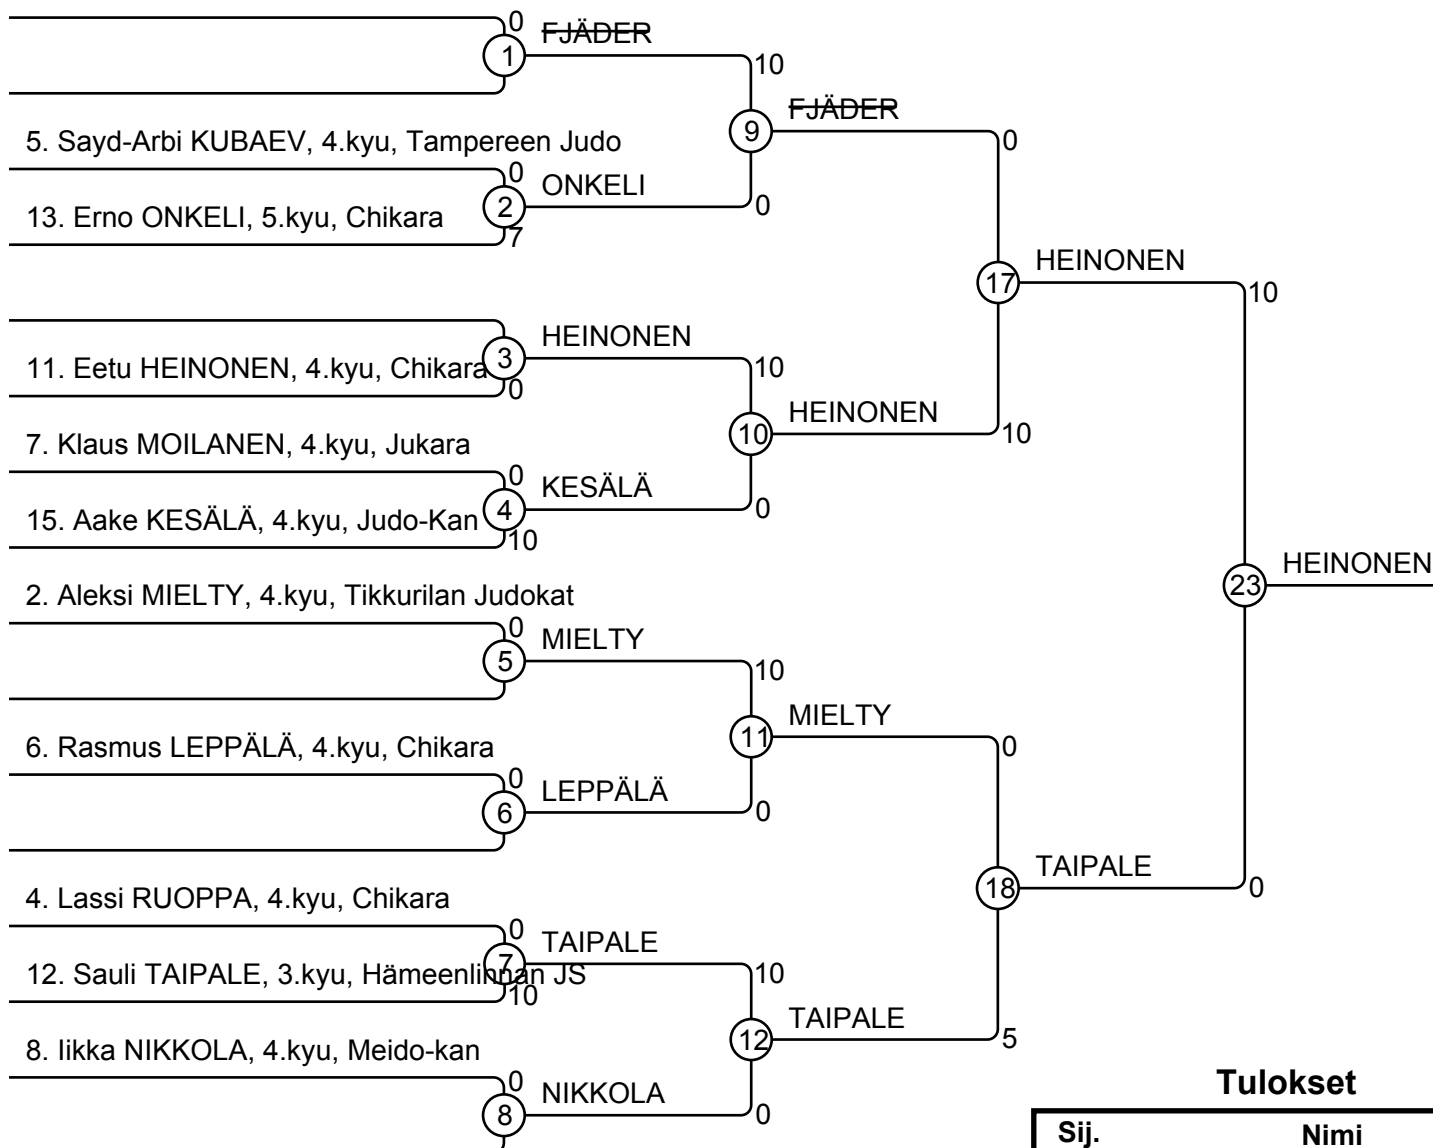 0
FJÄDER
1
10
FJÄDER
9
5. Sayd-Arbi KUBAEV, 4.kyu, Tampereen Judo
0
0
ONKELI
2
0
13. Erno ONKELI, 5.kyu, Chikara
7
HEINONEN
17
10
HEINONEN
3
11. Eetu HEINONEN, 4.kyu, Chikara
10
0
HEINONEN
10
10
7. Klaus MOILANEN, 4.kyu, Jukara
0
KESÄLÄ
4
0
15. Aake KESÄLÄ, 4.kyu, Judo-Kan
10
HEINONEN
23
2. Aleksi MIELTY, 4.kyu, Tikkurilan Judokat
0
MIELTY
5
10
MIELTY
11
0
6. Rasmus LEPPÄLÄ, 4.kyu, Chikara
0
LEPPÄLÄ
6
0
TAIPALE
18
0
4. Lassi RUOPPA, 4.kyu, Chikara
0
TAIPALE
7
10
12. Sauli TAIPALE, 3.kyu, Hämeenlinnan JS
10
TAIPALE
12
5
8. Iikka NIKKOLA, 4.kyu, Meido-kan
0
NIKKOLA
8
0
Tulokset
Sij. Nimi